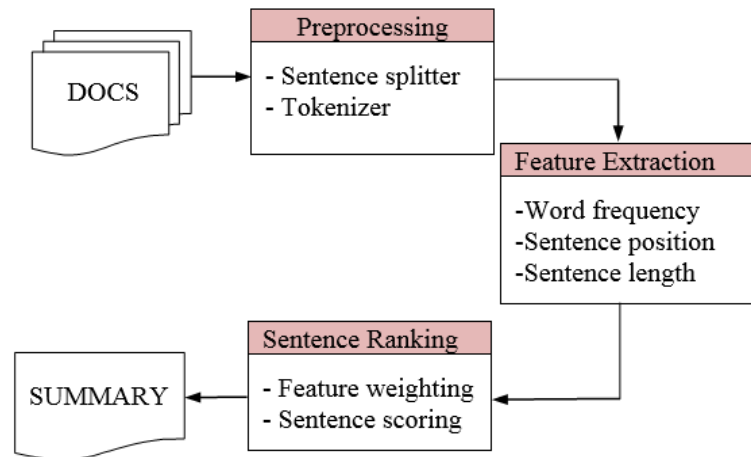 DOCS
Preprocessing
- Sentence splitter
- Tokenizer
Feature Extraction
-Word frequency
-Sentence position
-Sentence length
Sentence Ranking
- Feature weighting
- Sentence scoring
SUMMARY